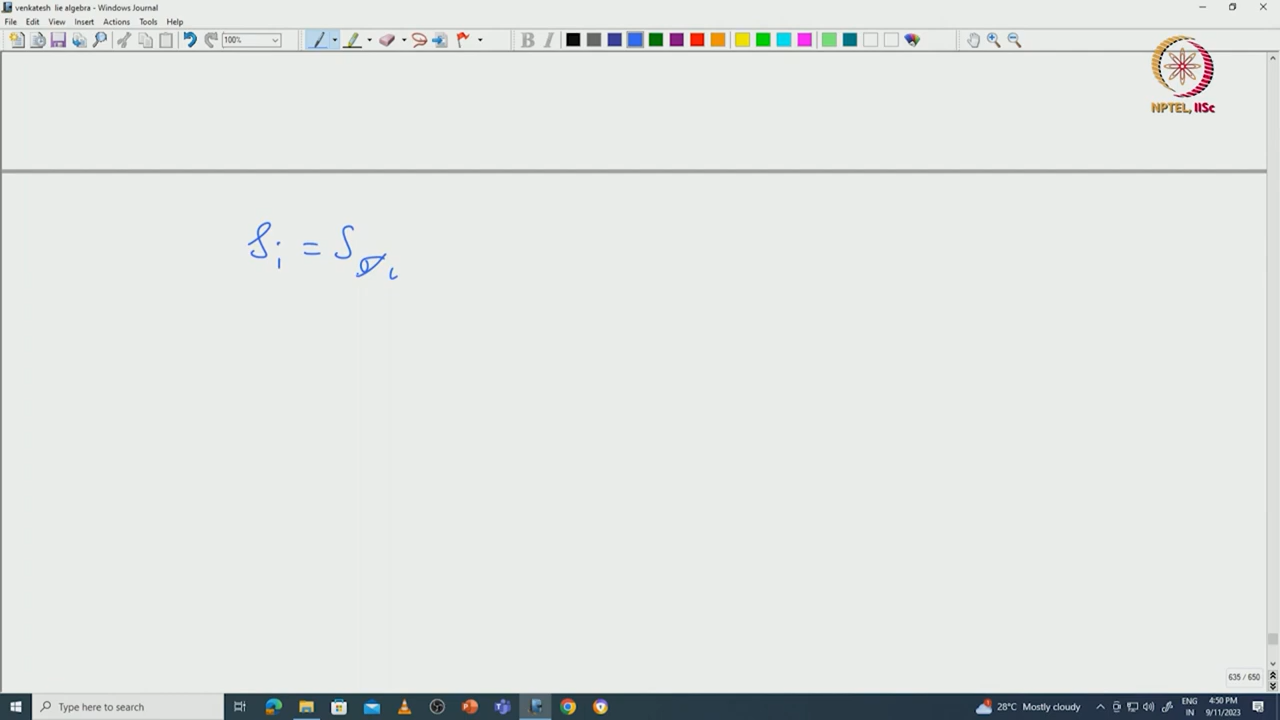 venkatesh lie algebra - Windows Journal
File Edit View Insert Actions Tools Help
100%
B I
NPTEL, IISc
S_i = S_{α_i}
635 / 650
Type here to search
28°C Mostly cloudy
ENG
IN
4:50 PM
9/11/2023